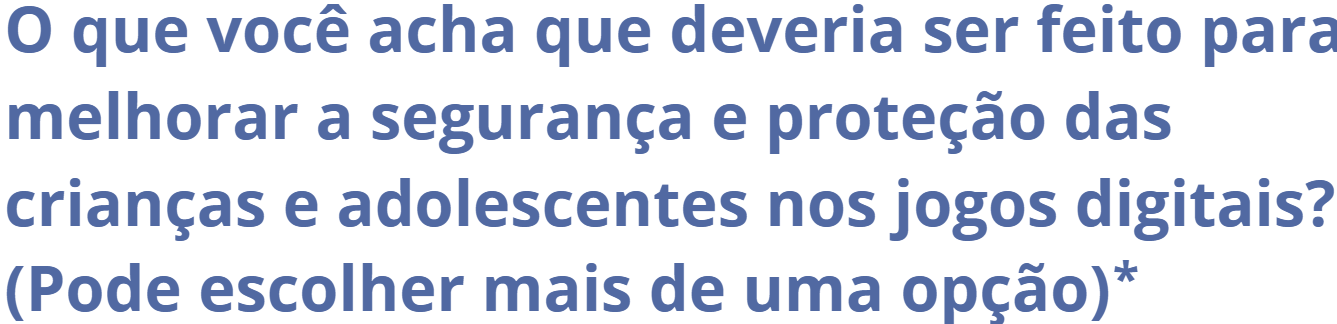 O que você acha que deveria ser feito para
melhorar a segurança e proteção das
crianças e adolescentes nos jogos digitais?
(Pode escolher mais de uma opção)*